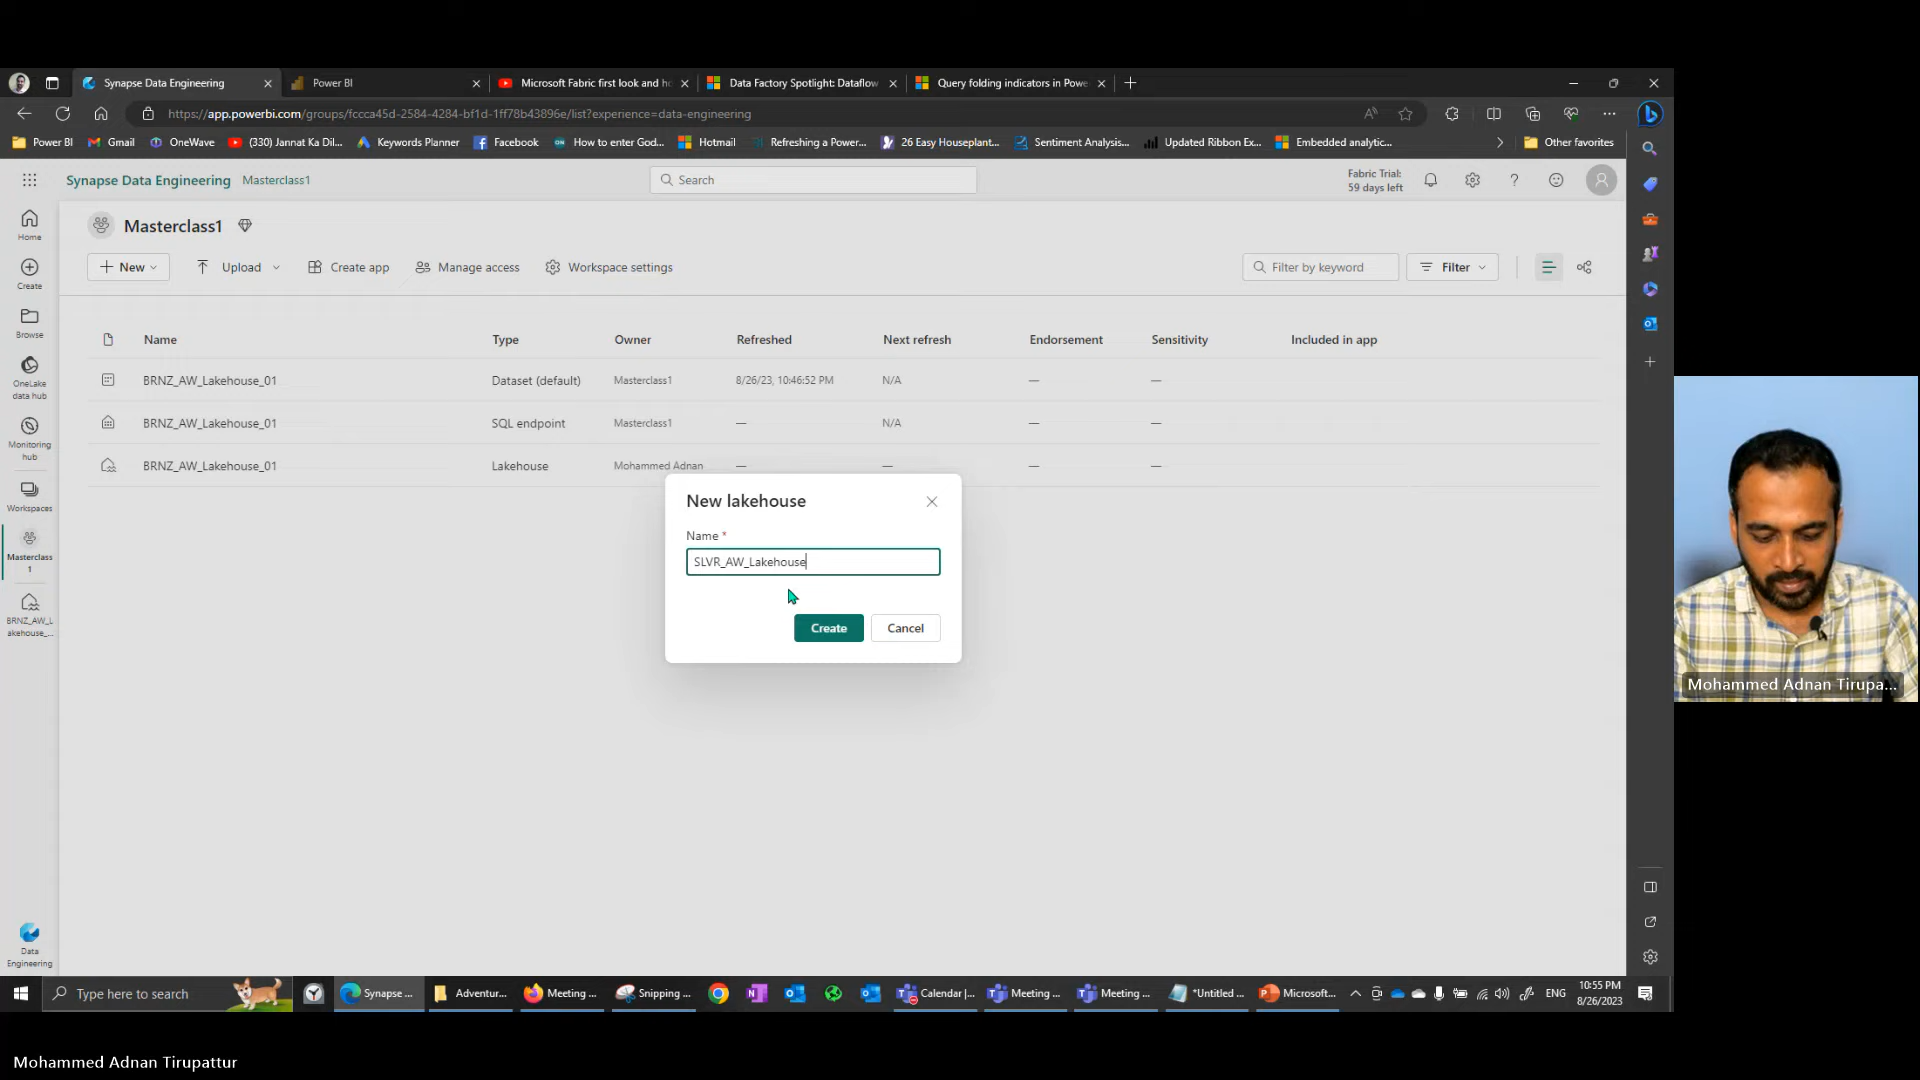 Synapse Data Engineering
Power BI
Microsoft Fabric first look and ho
Data Factory Spotlight: Dataflow
Query folding indicators in Powe
https://app.powerbi.com/groups/fccca45d-2584-4284-bf1d-1ff78b43896e/list?experience=data-engineering
Power BI
Gmail
OneWave
(330) Jannat Ka Dil...
Keywords Planner
Facebook
How to enter God...
Hotmail
Refreshing a Power...
26 Easy Houseplant...
Sentiment Analysis...
Updated Ribbon Ex...
Embedded analytic...
Other favorites
Synapse Data Engineering Masterclass1
Search
Fabric Trial:
59 days left
Home
Create
Browse
OneLake
data hub
Monitoring
hub
Workspaces
Masterclass
1
BRNZ_AW_L
akehouse_...
Data
Engineering
Masterclass1
New
Upload
Create app
Manage access
Workspace settings
Filter by keyword
Filter
Name Type Owner Refreshed Next refresh Endorsement Sensitivity Included in app
BRNZ_AW_Lakehouse_01 Dataset (default) Masterclass1 8/26/23, 10:46:52 PM N/A — —
BRNZ_AW_Lakehouse_01 SQL endpoint Masterclass1 — N/A — —
BRNZ_AW_Lakehouse_01 Lakehouse Mohammed Adnan — — — —
New lakehouse
Name *
SLVR_AW_Lakehouse
Create
Cancel
Mohammed Adnan Tirupa...
Type here to search
Synapse ...
Adventur...
Meeting ...
Snipping ...
Calendar |...
Meeting ...
Meeting ...
*Untitled ...
Microsoft...
ENG
10:55 PM
8/26/2023
Mohammed Adnan Tirupattur